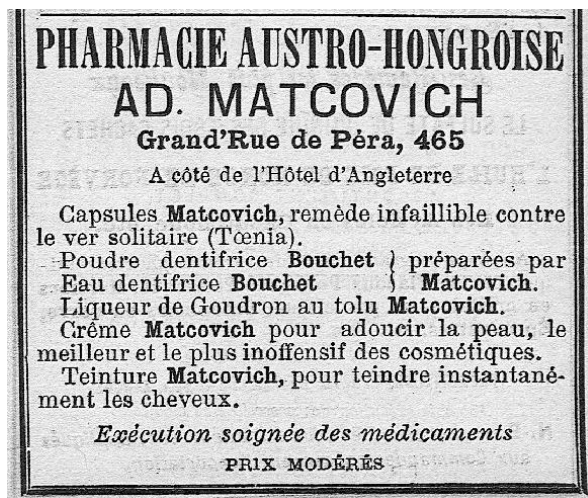 PHARMACIE AUSTRO-HONGROISE
AD. MATCOVICH
Grand'Rue de Péra, 465
A côté de l'Hôtel d'Angleterre
Capsules Matcovich, remède infaillible contre
le ver solitaire (Tœnia).
Poudre dentifrice Bouchet } préparées par
Eau dentifrice Bouchet } Matcovich.
Liqueur de Goudron au tolu Matcovich.
Crême Matcovich pour adoucir la peau, le
meilleur et le plus inoffensif des cosmétiques.
Teinture Matcovich, pour teindre instantané-
ment les cheveux.
Exécution soignée des médicaments
PRIX MODÉRÉS